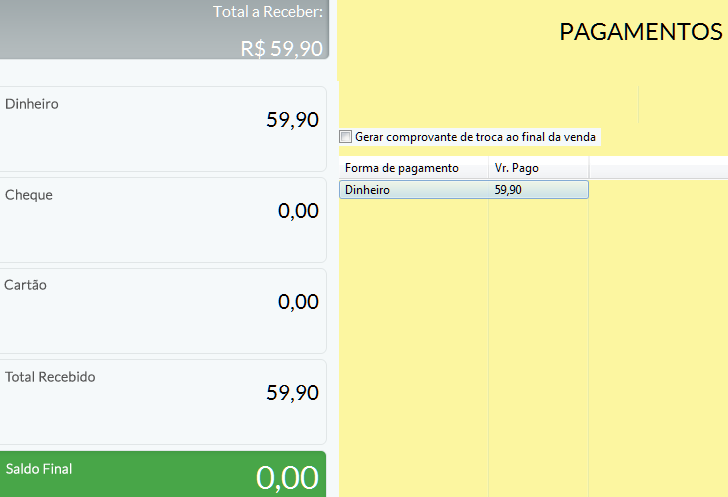 Total a Receber:
R$ 59,90
Dinheiro
59,90
Cheque
0,00
Cartão
0,00
Total Recebido
59,90
Saldo Final
0,00
PAGAMENTOS
Gerar comprovante de troca ao final da venda
Forma de pagamento Vr. Pago
Dinheiro 59,90